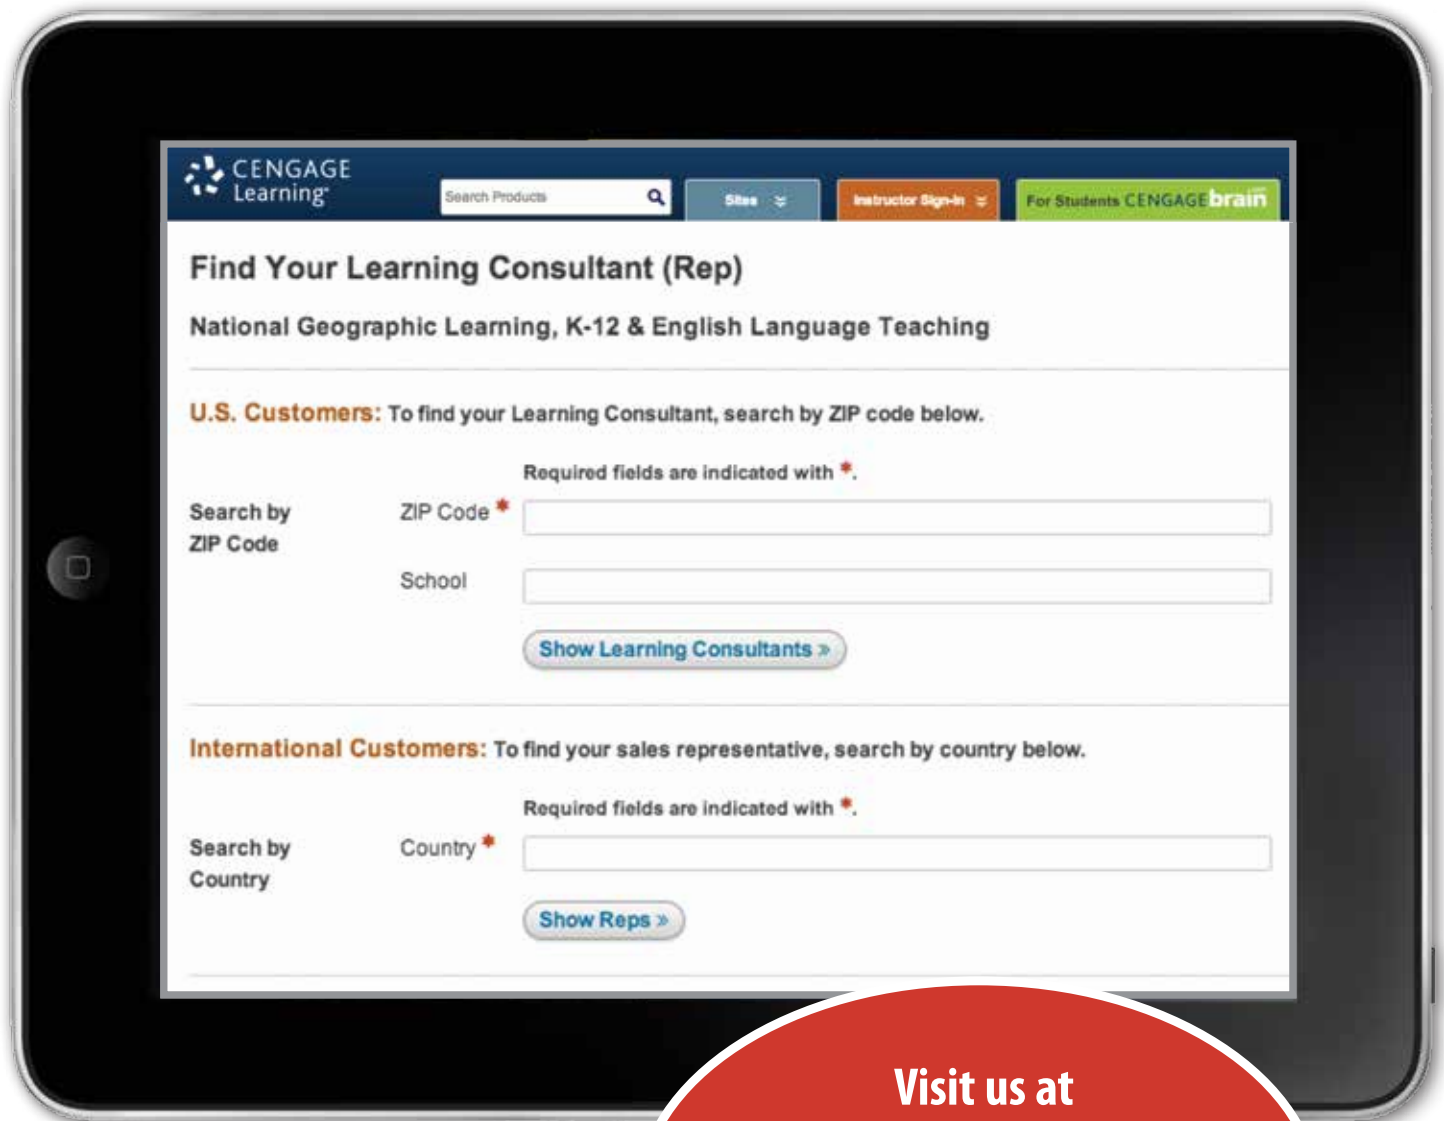 CENGAGE
Learning
Search Products
Sites
Instructor Sign-In
For Students CENGAGEbrain.com
Find Your Learning Consultant (Rep)
National Geographic Learning, K-12 & English Language Teaching
U.S. Customers: To find your Learning Consultant, search by ZIP code below.
Required fields are indicated with *.
Search by
ZIP Code
ZIP Code *
School
Show Learning Consultants »
International Customers: To find your sales representative, search by country below.
Required fields are indicated with *.
Search by
Country
Country *
Show Reps »
Visit us at